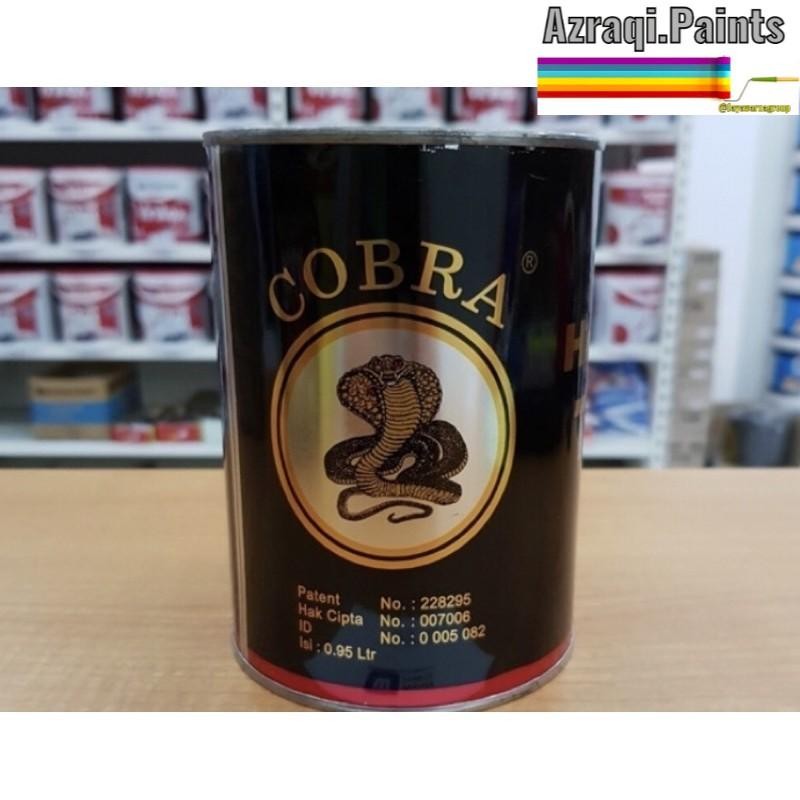 Azraqi.Paints
@dayawarnagroup
COBRA ®
Patent No. : 228295
Hak Cipta No. : 007006
ID No. : 0 005 082
Isi : 0.95 Ltr